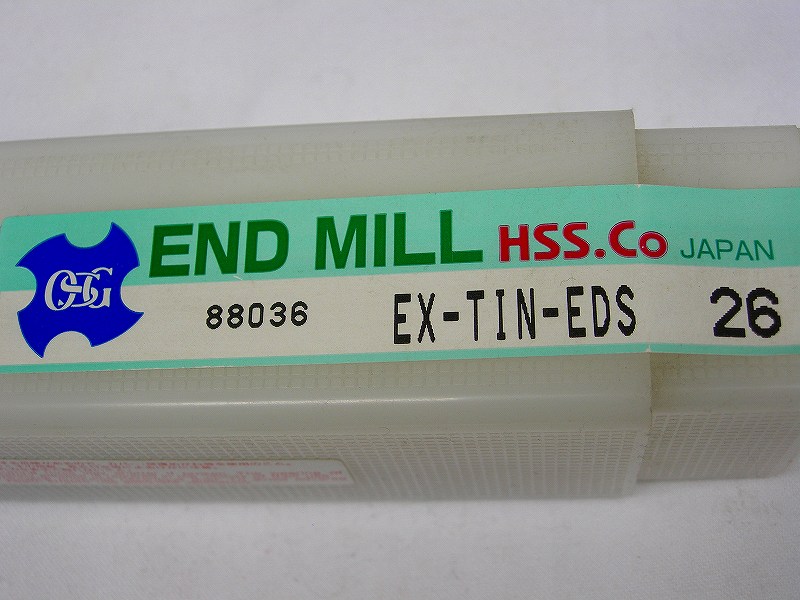 OSG END MILL HSS.Co JAPAN
88036 EX-TIN-EDS 26